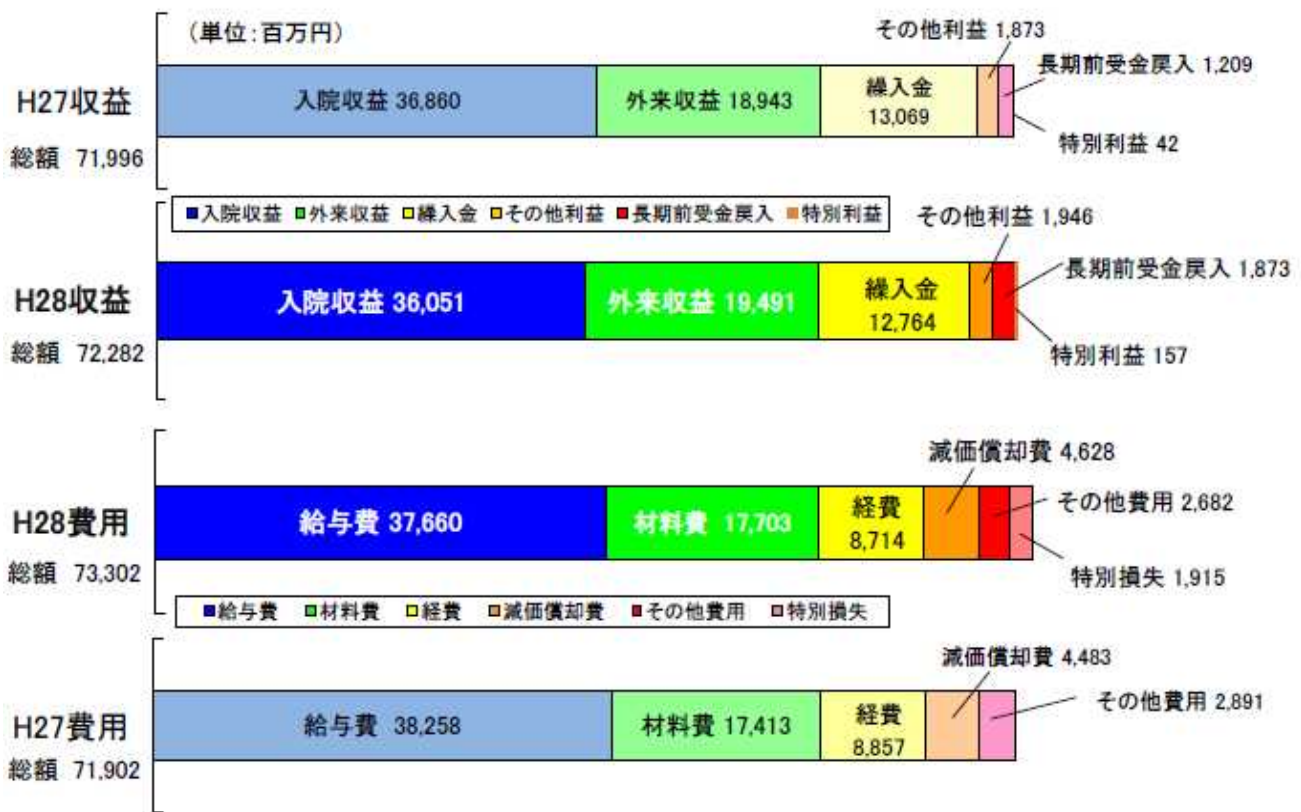 （単位：百万円）
その他利益 1,873
長期前受金戻入 1,209
H27収益
入院収益 36,860
外来収益 18,943
繰入金
13,069
総額 71,996
特別利益 42
■入院収益 ■外来収益 □繰入金 ■その他利益 ■長期前受金戻入 ■特別利益
その他利益 1,946
長期前受金戻入 1,873
H28収益
入院収益 36,051
外来収益 19,491
繰入金
12,764
総額 72,282
特別利益 157
減価償却費 4,628
H28費用
給与費 37,660
材料費 17,703
経費
8,714
その他費用 2,682
総額 73,302
特別損失 1,915
■給与費 ■材料費 □経費 ■減価償却費 ■その他費用 ■特別損失
減価償却費 4,483
H27費用
給与費 38,258
材料費 17,413
経費
8,857
その他費用 2,891
総額 71,902